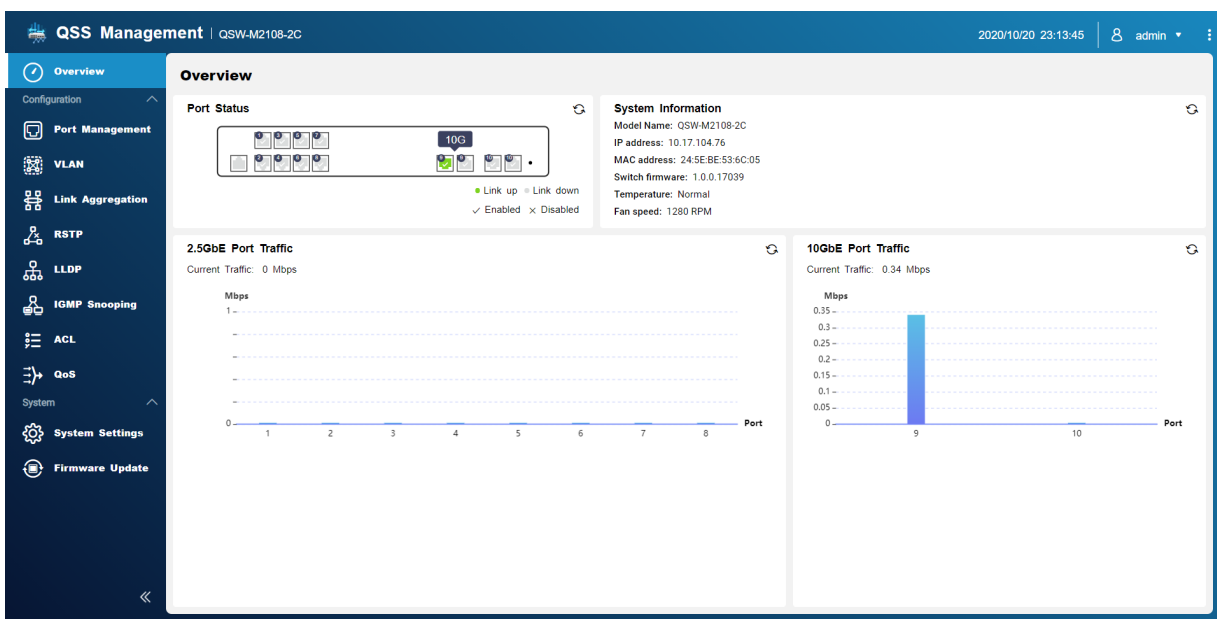 QSS Management | QSW-M2108-2C
2020/10/20 23:13:45
admin
Overview
Configuration
Port Management
VLAN
Link Aggregation
RSTP
LLDP
IGMP Snooping
ACL
QoS
System
System Settings
Firmware Update
Overview
Port Status
10G
Link up Link down
Enabled Disabled
System Information
Model Name: QSW-M2108-2C
IP address: 10.17.104.76
MAC address: 24:5E:BE:53:6C:05
Switch firmware: 1.0.0.17039
Temperature: Normal
Fan speed: 1280 RPM
2.5GbE Port Traffic
Current Traffic: 0 Mbps
Mbps
1
0
Port
1 2 3 4 5 6 7 8
10GbE Port Traffic
Current Traffic: 0.34 Mbps
Mbps
0.35
0.3
0.25
0.2
0.15
0.1
0.05
0
Port
9 10